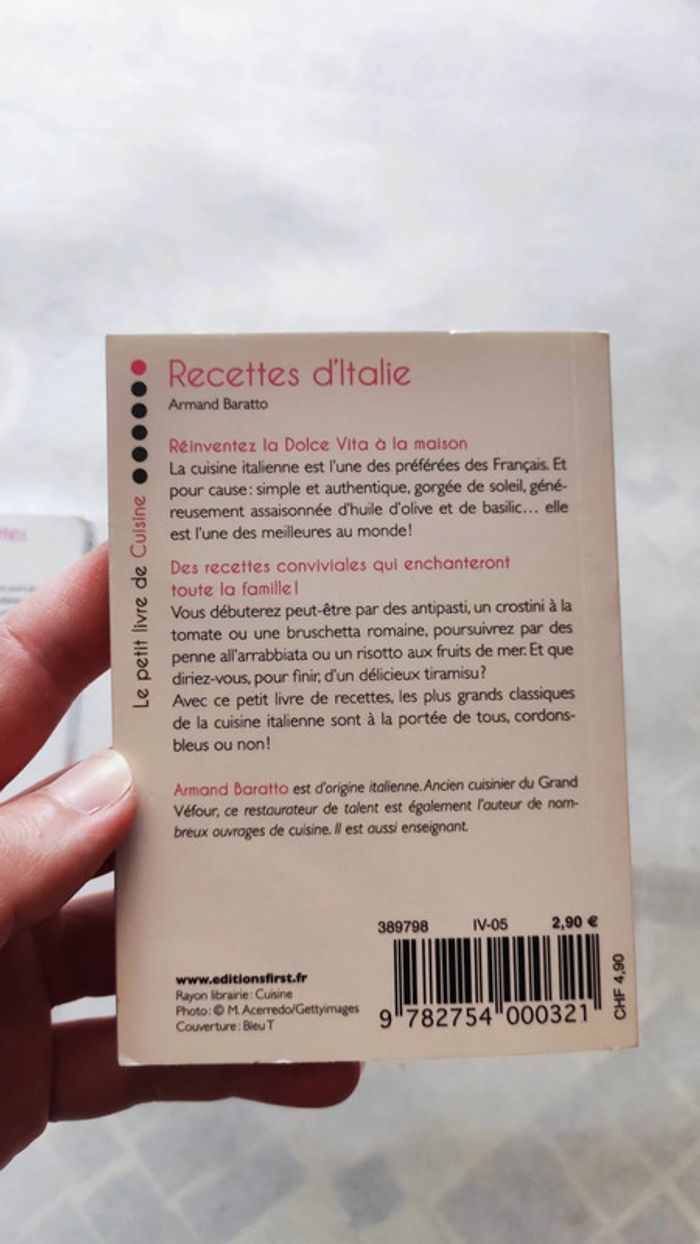 Recettes d'Italie
Armand Baratto
Réinventez la Dolce Vita à la maison
La cuisine italienne est l'une des préférées des Français. Et
pour cause : simple et authentique, gorgée de soleil, géné-
reusement assaisonnée d'huile d'olive et de basilic... elle
est l'une des meilleures au monde !
Des recettes conviviales qui enchanteront
toute la famille !
Vous débuterez peut-être par des antipasti, un crostini à la
tomate ou une bruschetta romaine, poursuivrez par des
penne all'arrabbiata ou un risotto aux fruits de mer. Et que
diriez-vous, pour finir, d'un délicieux tiramisu ?
Avec ce petit livre de recettes, les plus grands classiques
de la cuisine italienne sont à la portée de tous, cordons-
bleus ou non !
Armand Baratto est d'origine italienne. Ancien cuisinier du Grand
Véfour, ce restaurateur de talent est également l'auteur de nom-
breux ouvrages de cuisine. Il est aussi enseignant.
Le petit livre de Cuisine
389798 IV-05 2,90 €
www.editionsfirst.fr
Rayon librairie : Cuisine
Photo : © M. Acerredo/Gettyimages
Couverture : Bleu T
9 782754 000321
CHF 4,90